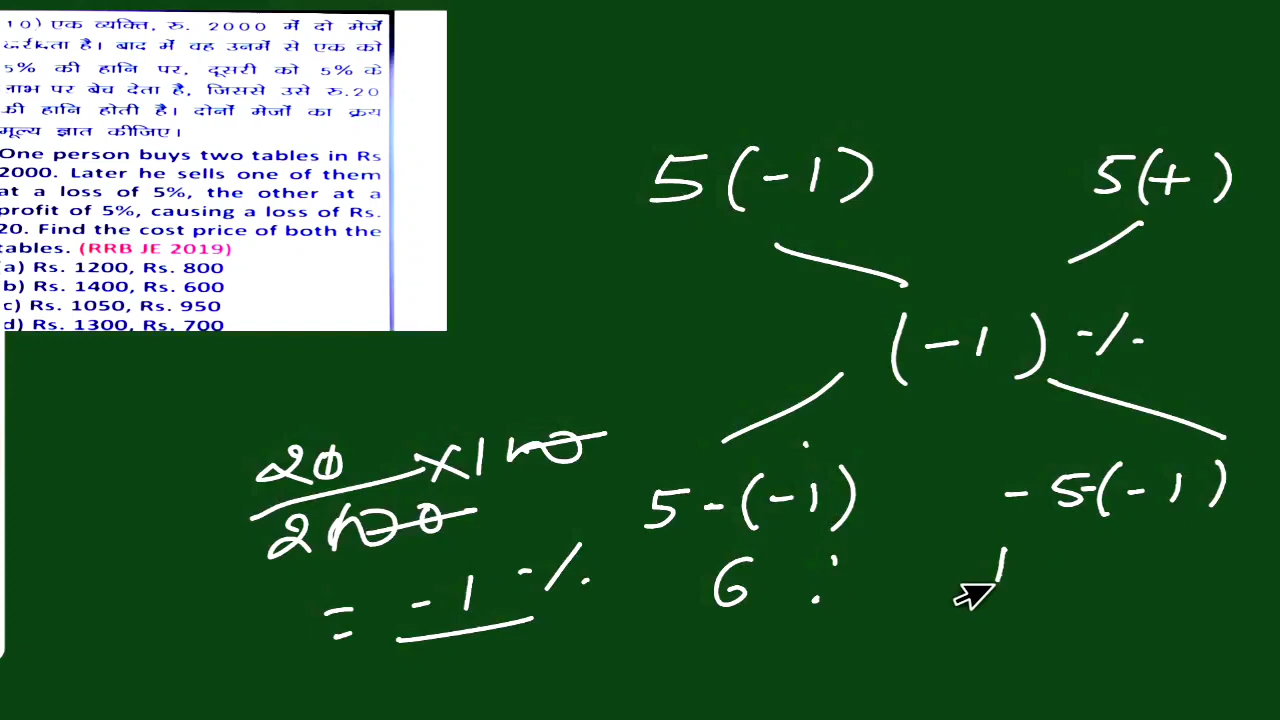 10) एक व्यक्ति, रु. 2000 में दो मेजें
है। बाद में वह उनमें से एक को
5% की हानि पर, दूसरी को 5% के
पर बेच देता है, जिससे उसे रु.20
की हानि होती है। दोनों मेजों का क्रय
मूल्य ज्ञात कीजिए।
One person buys two tables in Rs
2000. Later he sells one of them
at a loss of 5%, the other at a
profit of 5%, causing a loss of Rs.
20. Find the cost price of both the
tables. (RRB JE 2019)
(a) Rs. 1200, Rs. 800
b) Rs. 1400, Rs. 600
c) Rs. 1050, Rs. 950
d) Rs. 1300, Rs. 700
5(-1) 5(+ )
(-1) %
20 × 100
2000
= -1 %
5-(-1) -5-(-1)
6 :